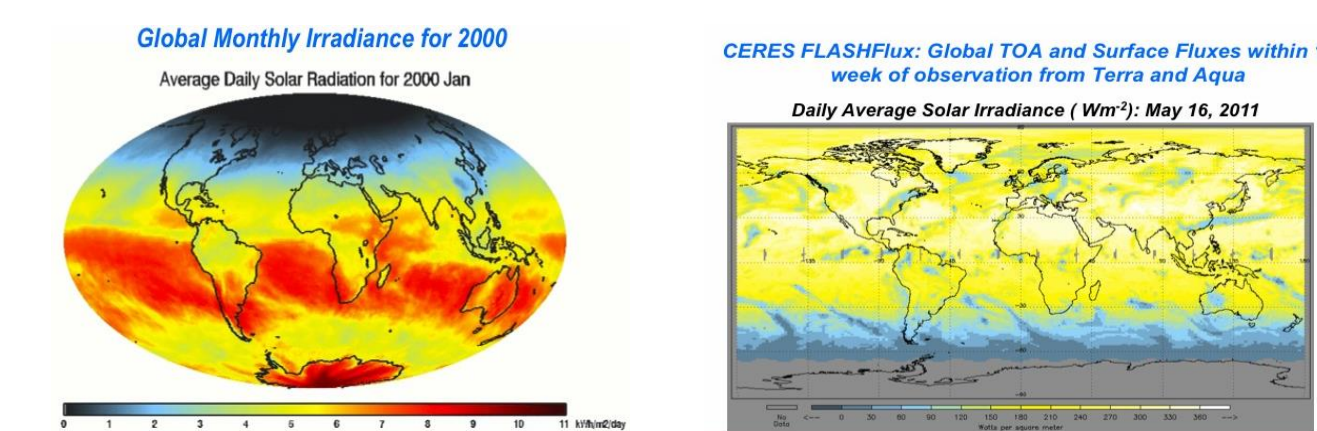 Global Monthly Irradiance for 2000
Average Daily Solar Radiation for 2000 Jan
0 1 2 3 4 5 6 7 8 9 10 11 kWh/m2/day
CERES FLASHFlux: Global TOA and Surface Fluxes within
week of observation from Terra and Aqua
Daily Average Solar Irradiance ( Wm-2): May 16, 2011
No Data <-- 0 30 60 90 120 150 180 210 240 270 300 330 360 -->
Watts per square meter